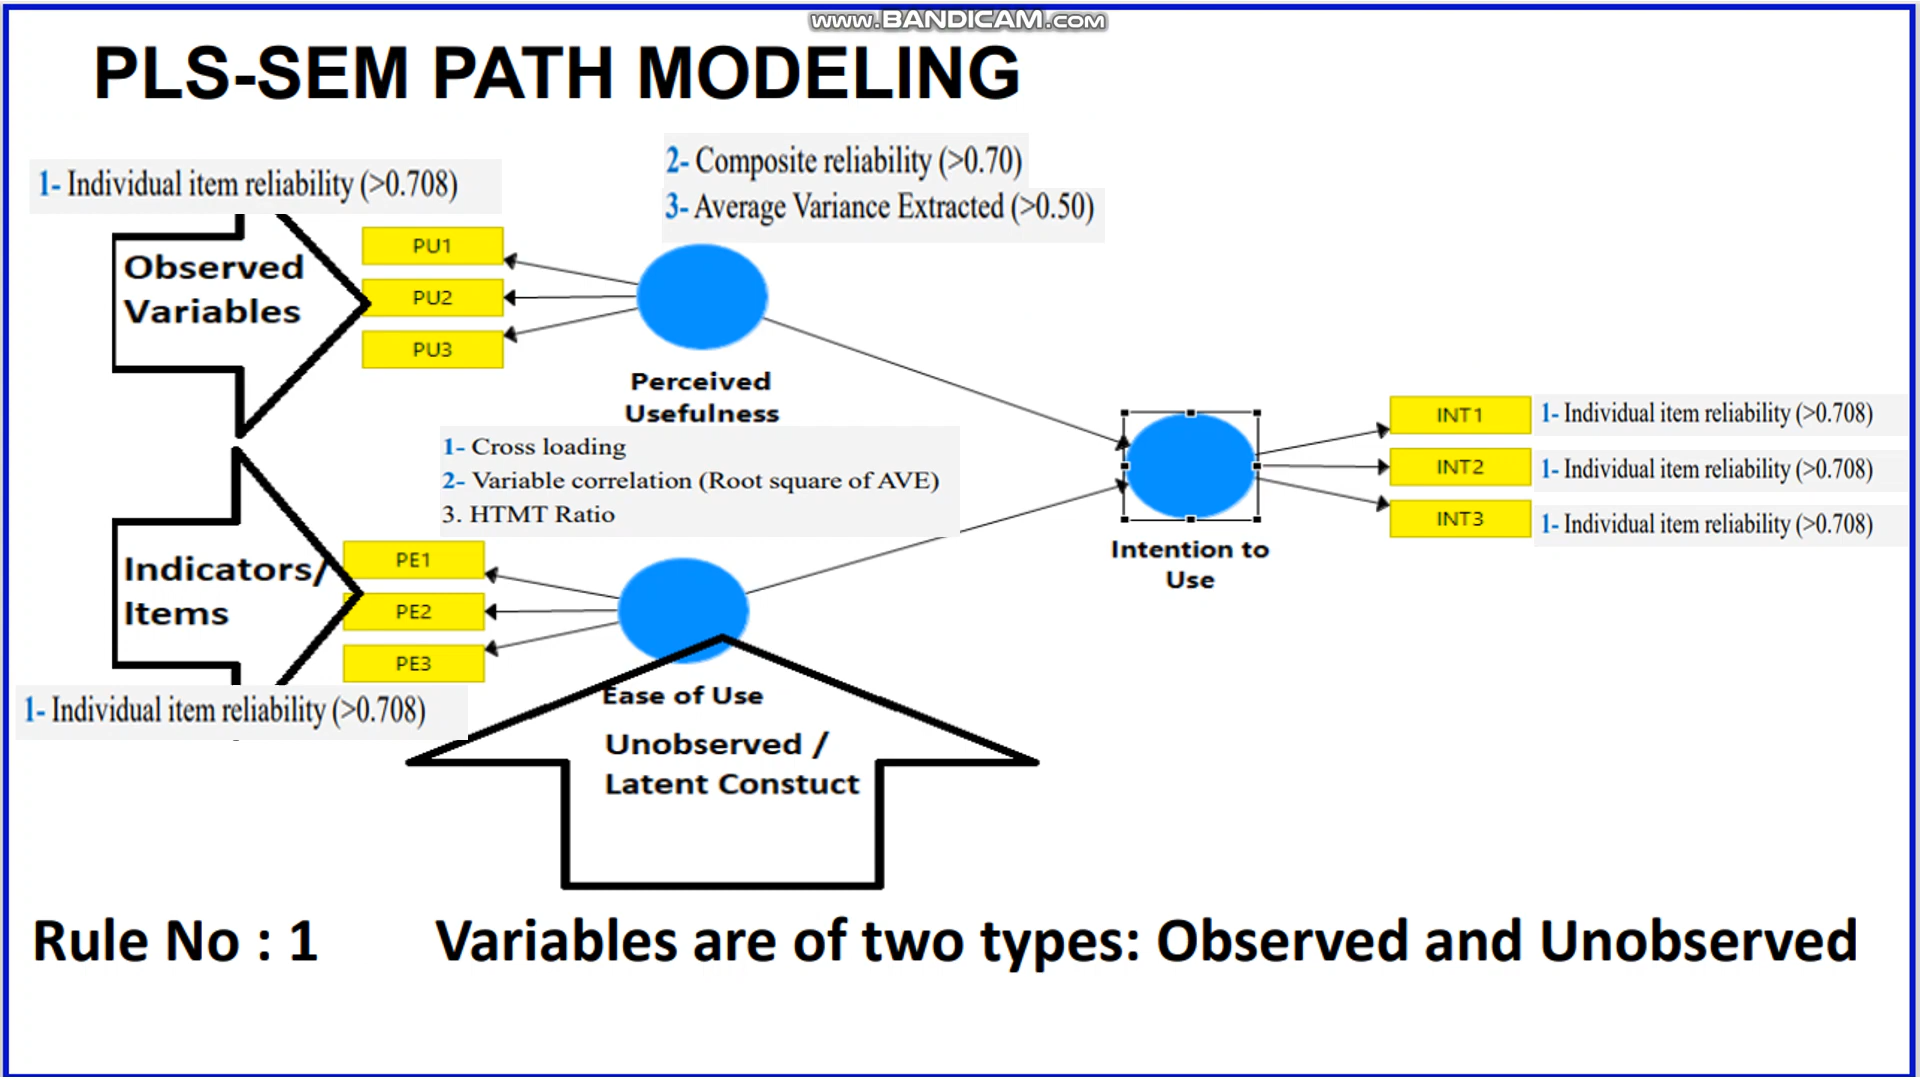 www.BANDICAM.com
PLS-SEM PATH MODELING
1- Individual item reliability (>0.708)
2- Composite reliability (>0.70)
3- Average Variance Extracted (>0.50)
Observed
Variables
PU1
PU2
PU3
Perceived
Usefulness
1- Cross loading
2- Variable correlation (Root square of AVE)
3. HTMT Ratio
INT1
1- Individual item reliability (>0.708)
INT2
1- Individual item reliability (>0.708)
INT3
1- Individual item reliability (>0.708)
Intention to
Use
Indicators/
Items
PE1
PE2
PE3
1- Individual item reliability (>0.708)
Ease of Use
Unobserved /
Latent Constuct
Rule No : 1 Variables are of two types: Observed and Unobserved